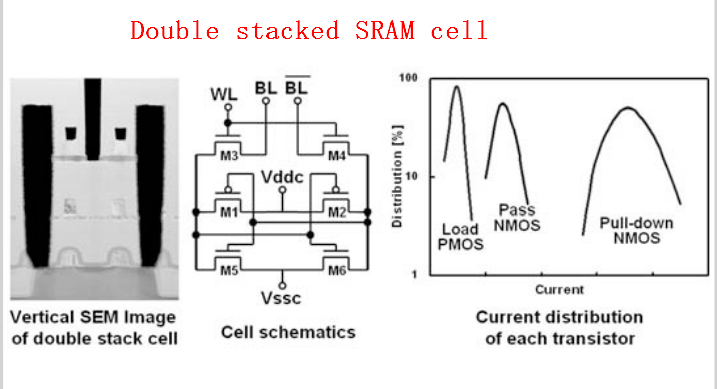 Double stacked SRAM cell
WL
BL
BL
M3
M4
Vddc
M1
M2
M5
M6
Vssc
Distribution [%]
100
10
1
Load
PMOS
Pass
NMOS
Pull-down
NMOS
Current
Vertical SEM Image
of double stack cell
Cell schematics
Current distribution
of each transistor